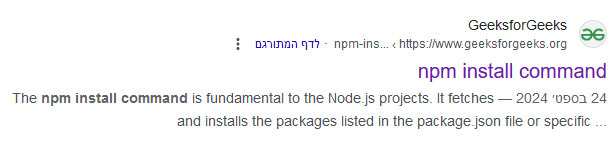 GeeksforGeeks
https://www.geeksforgeeks.org › npm-ins... · לדף המתורגם
npm install command
24 בספט׳ 2024 — The npm install command is fundamental to the Node.js projects. It fetches
and installs the packages listed in the package.json file or specific ...